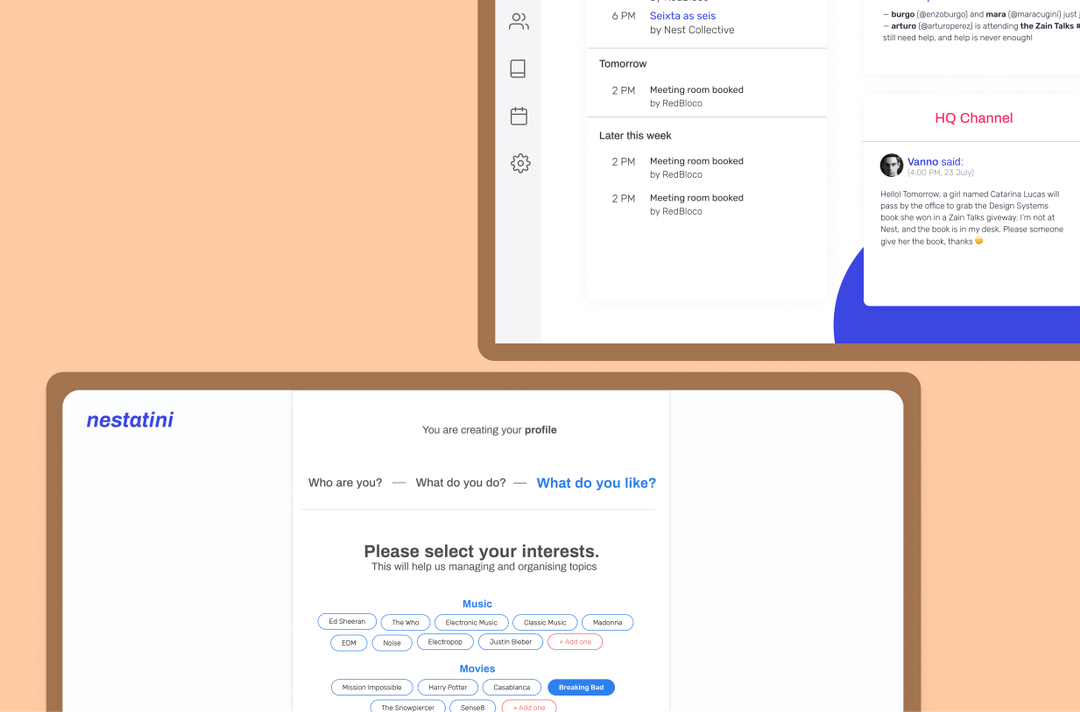 6 PM Seixta as seis
by Nest Collective
Tomorrow
2 PM Meeting room booked
by RedBloco
Later this week
2 PM Meeting room booked
by RedBloco
2 PM Meeting room booked
by RedBloco
— burgo (@enzoburgo) and mara (@maracugini) just
— arturo (@arturoperez) is attending the Zain Talks #
still need help, and help is never enough!
HQ Channel
Vanno said:
(4:00 PM, 23 July)
Hello! Tomorrow, a girl named Catarina Lucas will
pass by the office to grab the Design Systems
book she won in a Zain Talks giveway. I'm not at
Nest, and the book is in my desk. Please someone
give her the book, thanks 😊
nestatini
You are creating your profile
Who are you? — What do you do? — What do you like?
Please select your interests.
This will help us managing and organising topics
Music
Ed Sheeran The Who Electronic Music Classic Music Madonna
EDM Noise Electropop Justin Bieber + Add one
Movies
Mission Impossible Harry Potter Casablanca Breaking Bad
The Snowpiercer Sense8 + Add one